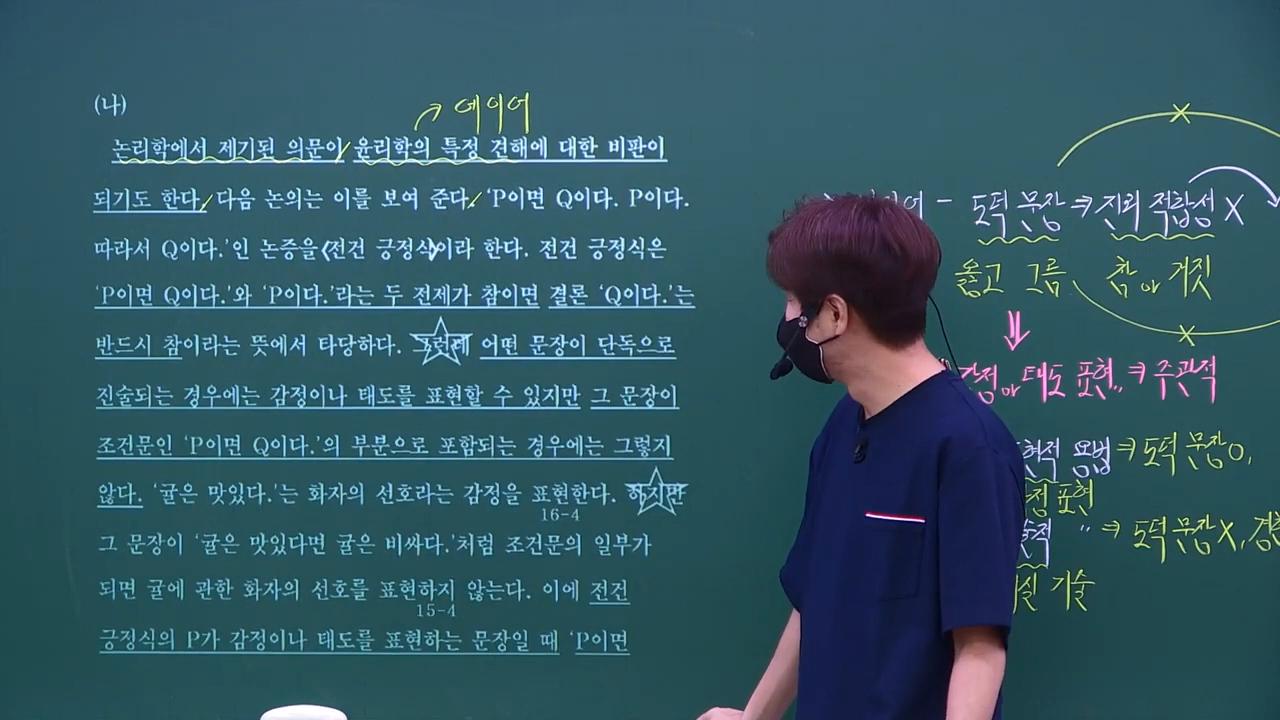 (나)
에이어
논리학에서 제기된 의문이 윤리학의 특정 견해에 대한 비판이
되기도 한다. 다음 논의는 이를 보여 준다. 'P이면 Q이다. P이다.
따라서 Q이다.'인 논증을 전건 긍정식이라 한다. 전건 긍정식은
'P이면 Q이다.'와 'P이다.'라는 두 전제가 참이면 결론 'Q이다.'는
반드시 참이라는 뜻에서 타당하다. 그런데 어떤 문장이 단독으로
진술되는 경우에는 감정이나 태도를 표현할 수 있지만 그 문장이
조건문인 'P이면 Q이다.'의 부분으로 포함되는 경우에는 그렇지
않다. '귤은 맛있다.'는 화자의 선호라는 감정을 표현한다. 하지만
16-4
그 문장이 '귤은 맛있다면 귤은 비싸다.'처럼 조건문의 일부가
되면 귤에 관한 화자의 선호를 표현하지 않는다. 이에 전건
15-4
긍정식의 P가 감정이나 태도를 표현하는 문장일 때 'P이면
- 도덕 문장 ⇒ 진위 적합성 X
옳고 그름 참 or 거짓
태도 표현 ⇒ 주관적
용법 ⇒ 도덕 문장 O,
표현
" ⇒ 도덕 문장 X,
기술